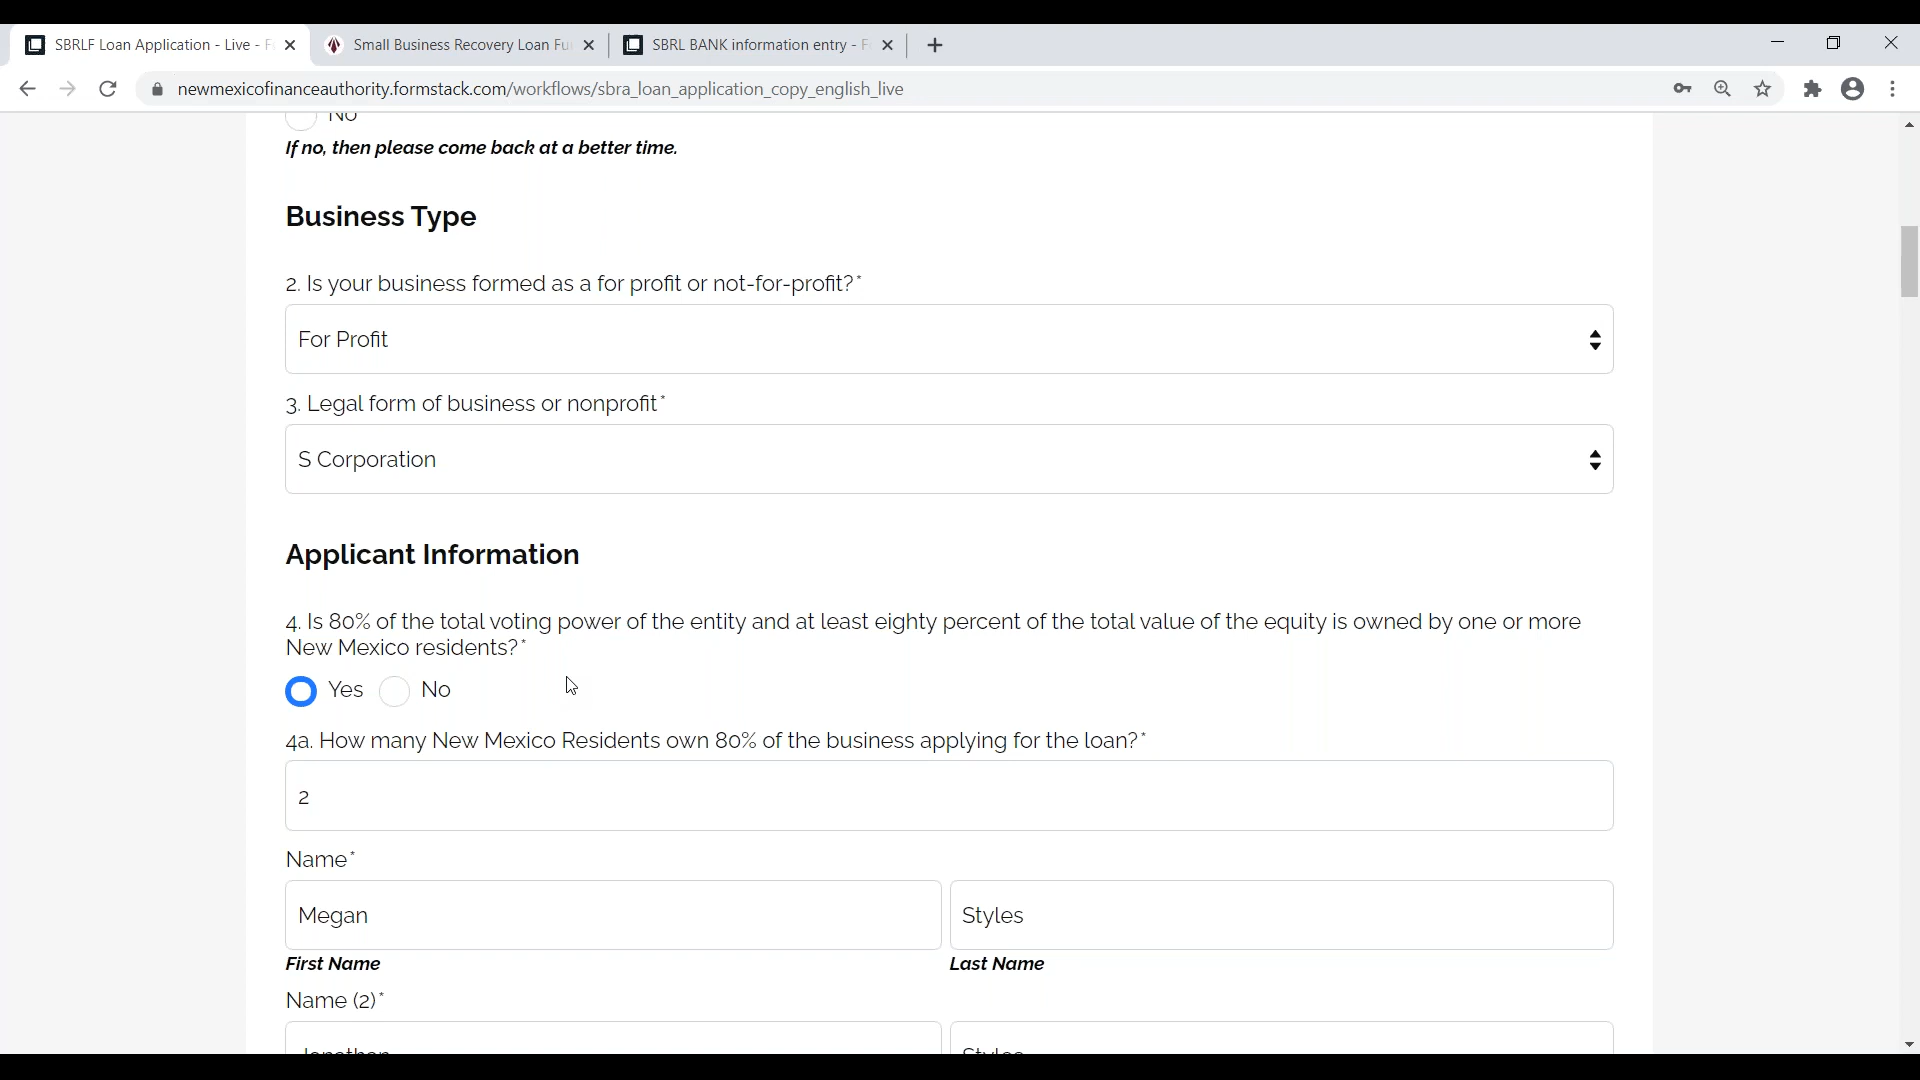 SBRLF Loan Application - Live - F
Small Business Recovery Loan Fu
SBRL BANK information entry - F
newmexicofinanceauthority.formstack.com/workflows/sbra_loan_application_copy_english_live
No
If no, then please come back at a better time.
Business Type
2. Is your business formed as a for profit or not-for-profit?*
For Profit
3. Legal form of business or nonprofit*
S Corporation
Applicant Information
4. Is 80% of the total voting power of the entity and at least eighty percent of the total value of the equity is owned by one or more
New Mexico residents?*
Yes No
4a. How many New Mexico Residents own 80% of the business applying for the loan?*
2
Name*
Megan Styles
First Name Last Name
Name (2)*
Jonathan Styles